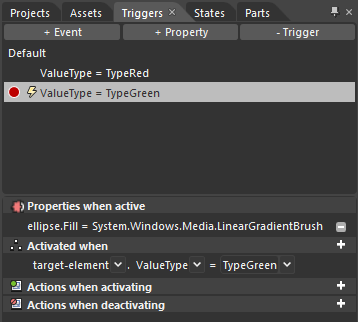 Projects Assets Triggers × States Parts
+ Event + Property - Trigger
Default
ValueType = TypeRed
ValueType = TypeGreen
Properties when active
ellipse.Fill = System.Windows.Media.LinearGradientBrush
Activated when
target-element . ValueType = TypeGreen
Actions when activating
Actions when deactivating